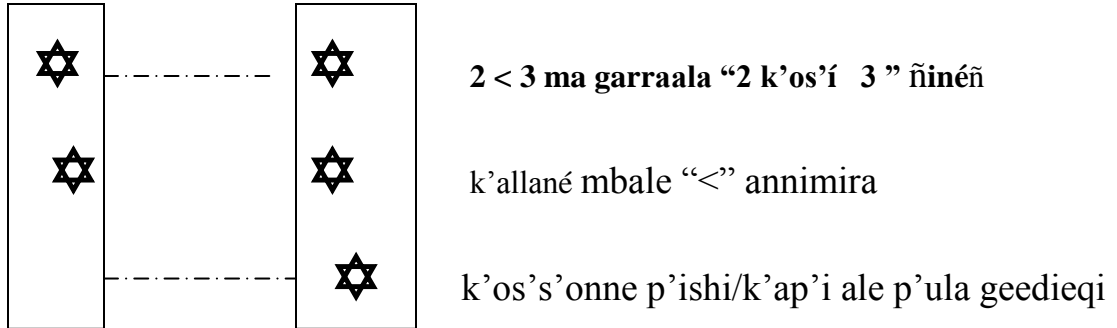 2 < 3 ma garraala “2 k’os’í 3 ” ñinéñ
k’allané mbale “<” annimira
k’os’s’onne p’ishi/k’ap’i ale p’ula geedieqi